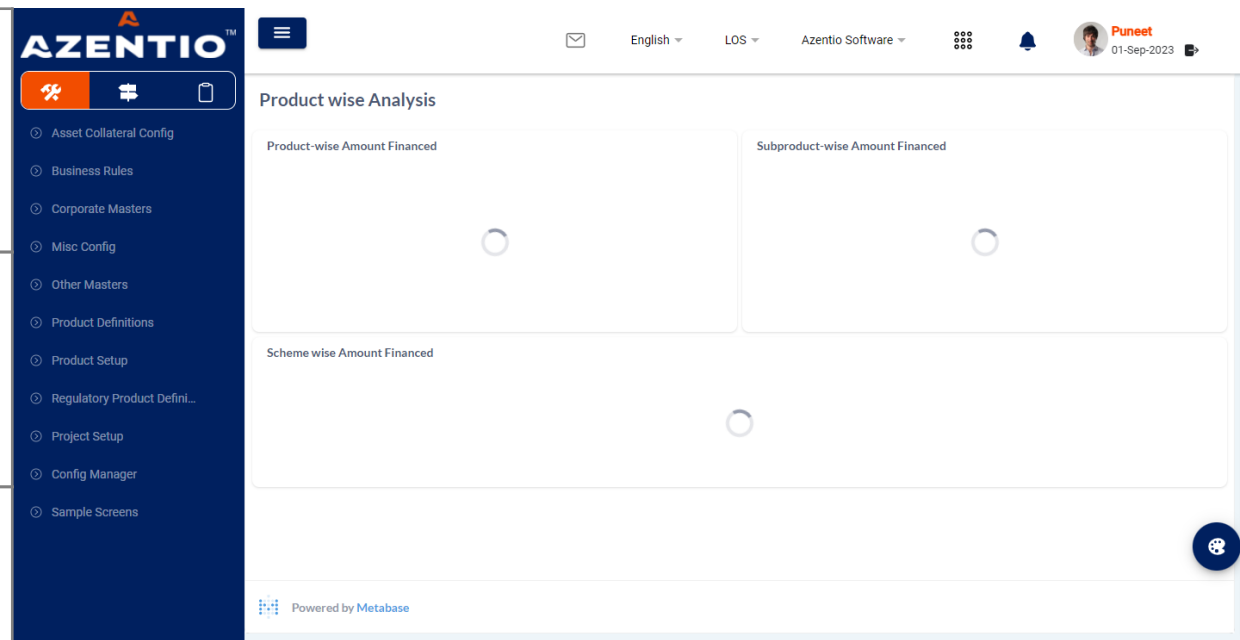 AZENTIO™
English
LOS
Azentio Software
Puneet
01-Sep-2023
Asset Collateral Config
Business Rules
Corporate Masters
Misc Config
Other Masters
Product Definitions
Product Setup
Regulatory Product Defini...
Project Setup
Config Manager
Sample Screens
Product wise Analysis
Product-wise Amount Financed
Subproduct-wise Amount Financed
Scheme wise Amount Financed
Powered by Metabase